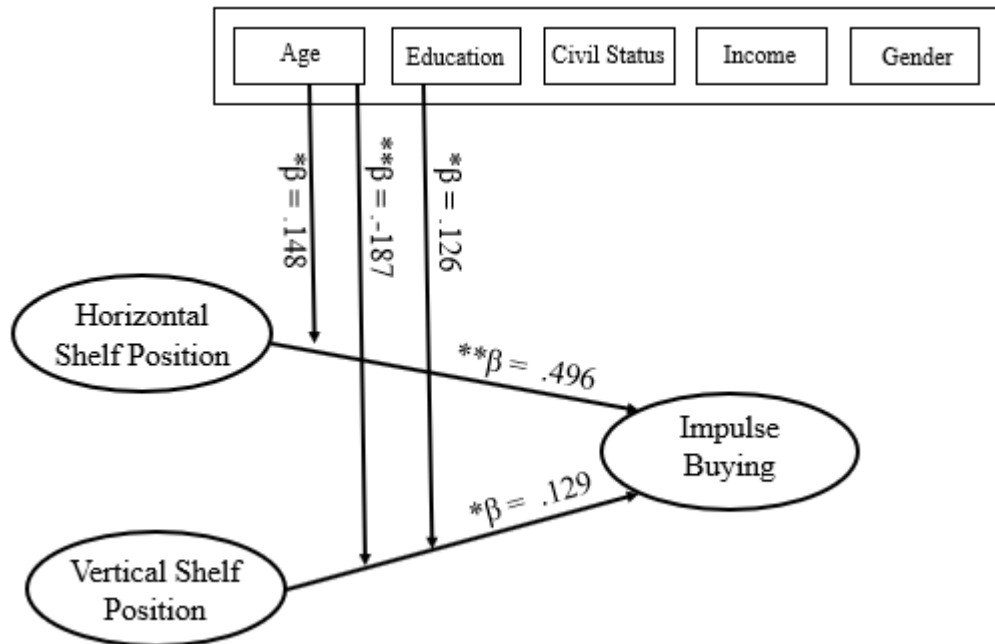 Age
Education
Civil Status
Income
Gender
*β = .148
**β = .-187
*β = .126
Horizontal
Shelf Position
**β = .496
Impulse
Buying
*β = .129
Vertical Shelf
Position